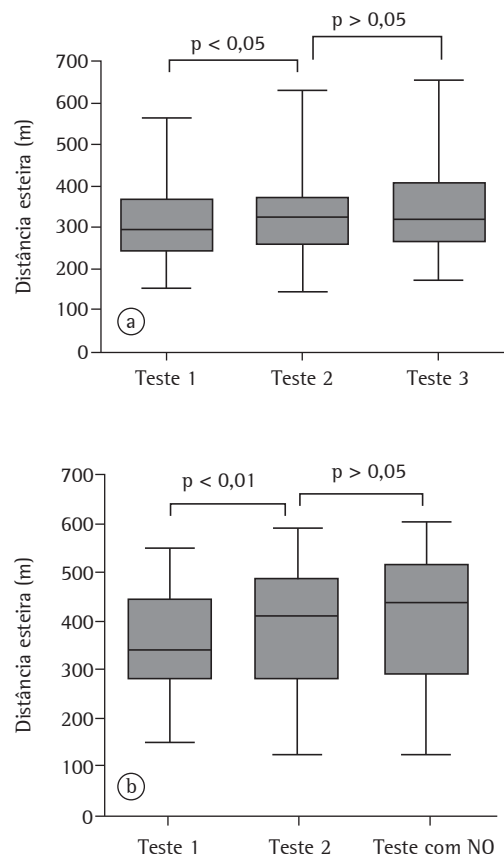 p < 0,05
p > 0,05
700
600
500
400
300
200
100
0
Distância esteira (m)
a
Teste 1 Teste 2 Teste 3
p < 0,01
p > 0,05
700
600
500
400
300
200
100
0
Distância esteira (m)
b
Teste 1 Teste 2 Teste com NO